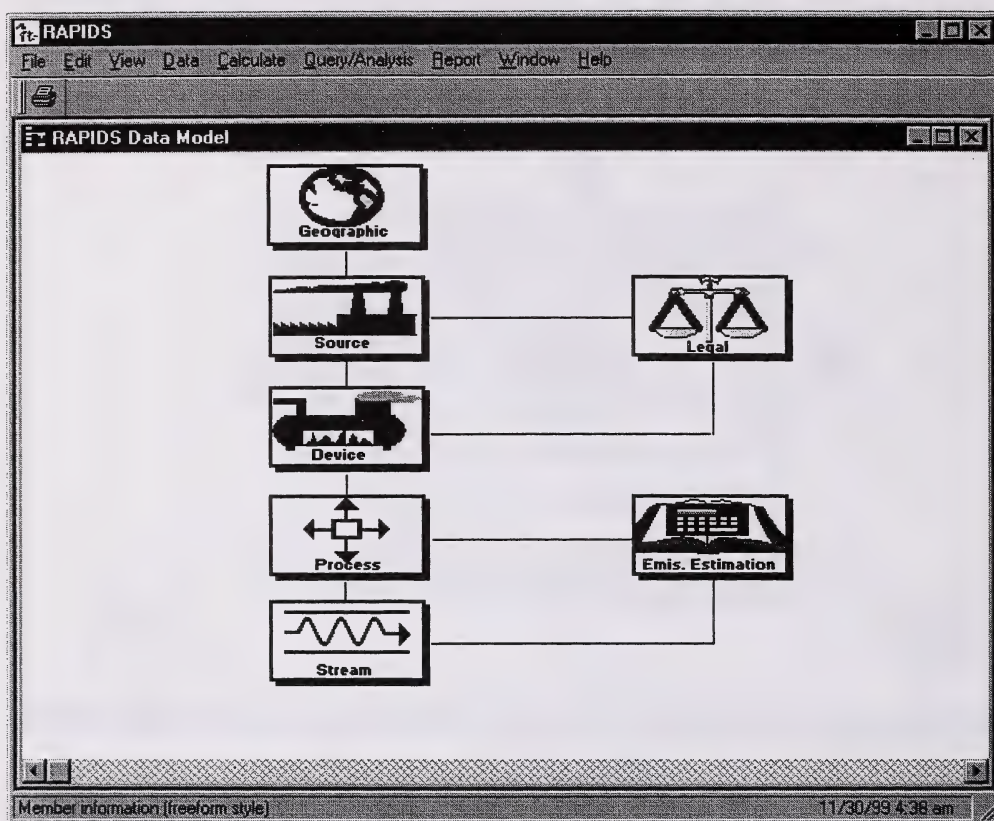 RAPIDS
File Edit View Data Calculate Query/Analysis Report Window Help
RAPIDS Data Model
Geographic
Source
Legal
Device
Process
Emis. Estimation
Stream
Member information (freeform style) 11/30/99 4:38 am